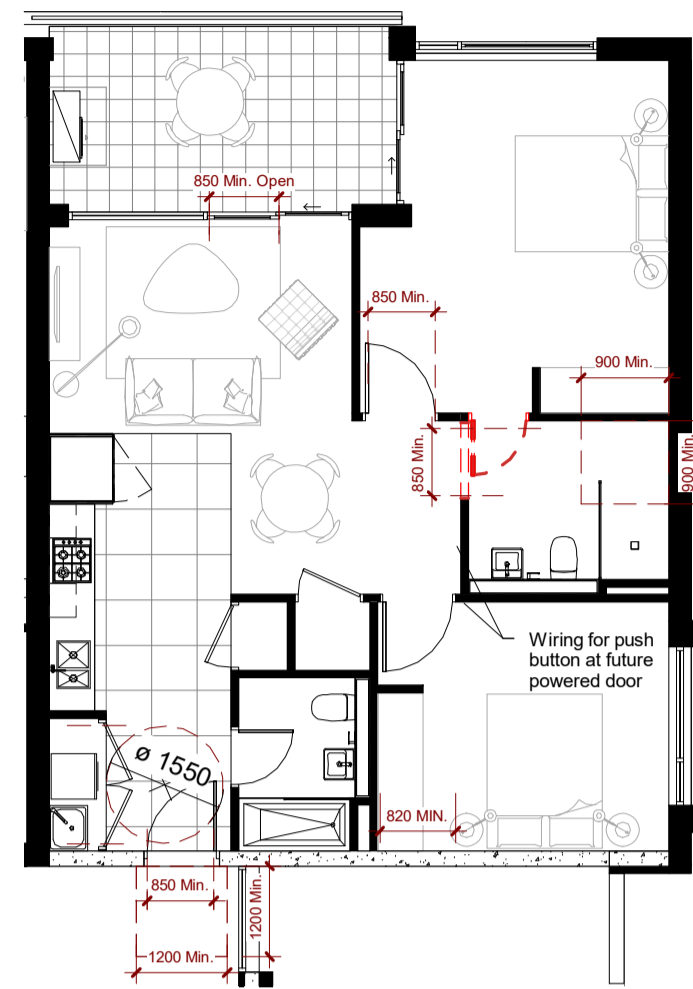 850 Min. Open
850 Min.
900 Min.
850 Min.
900 Min.
Wiring for push
button at future
powered door
ø 1550
820 MIN.
850 Min.
1200 Min.
1200 Min.